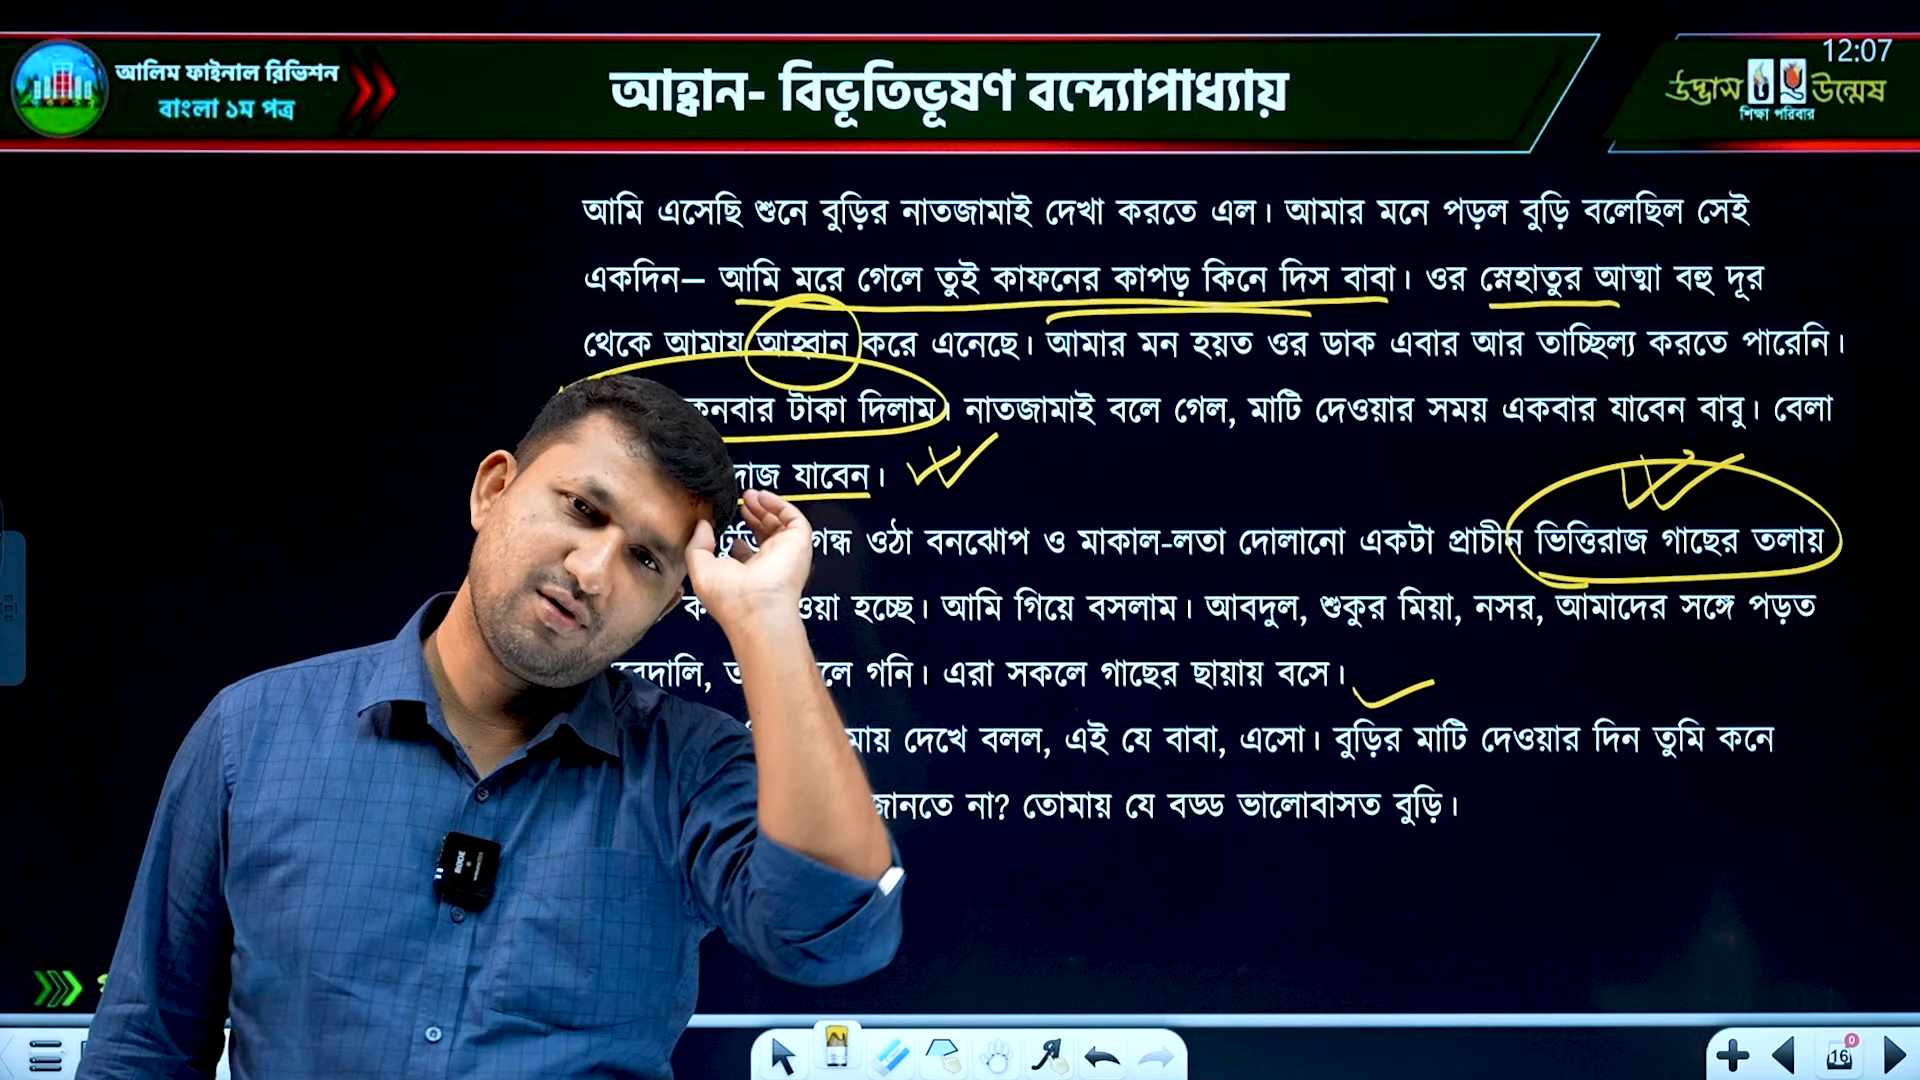 12:07
আলিম ফাইনাল রিভিশন
বাংলা ১ম পত্র
আহ্বান- বিভূতিভূষণ বন্দ্যোপাধ্যায়
উদ্ভাস উন্মেষ
শিক্ষা পরিবার
আমি এসেছি শুনে বুড়ির নাতজামাই দেখা করতে এল। আমার মনে পড়ল বুড়ি বলেছিল সেই
একদিন— আমি মরে গেলে তুই কাফনের কাপড় কিনে দিস বাবা। ওর স্নেহাতুর আত্মা বহু দূর
থেকে আমায় আহ্বান করে এনেছে। আমার মন হয়ত ওর ডাক এবার আর তাচ্ছিল্য করতে পারেনি।
টাকা দিলাম। নাতজামাই বলে গেল, মাটি দেওয়ার সময় একবার যাবেন বাবু। বেলা
যাবেন।
ওঠা বনঝোপ ও মাকাল-লতা দোলানো একটা প্রাচীন ভিত্তিরাজ গাছের তলায়
হচ্ছে। আমি গিয়ে বসলাম। আবদুল, শুকুর মিয়া, নসর, আমাদের সঙ্গে পড়ত
গনি। এরা সকলে গাছের ছায়ায় বসে।
দেখে বলল, এই যে বাবা, এসো। বুড়ির মাটি দেওয়ার দিন তুমি কনে
জানতে না? তোমায় যে বড্ড ভালোবাসত বুড়ি।
RODE
16
0